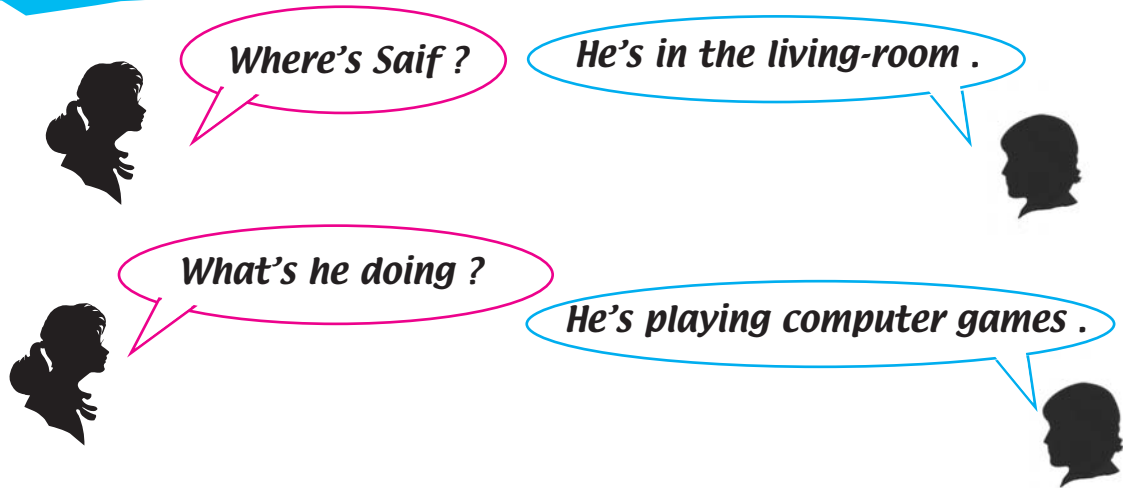 Where's Saif ?
He's in the living-room .
What's he doing ?
He's playing computer games .